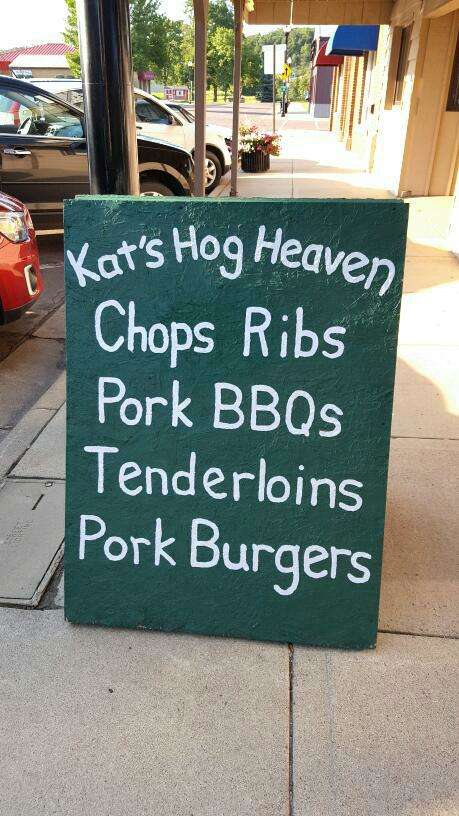 Kat's Hog Heaven
Chops Ribs
Pork BBQs
Tenderloins
Pork Burgers